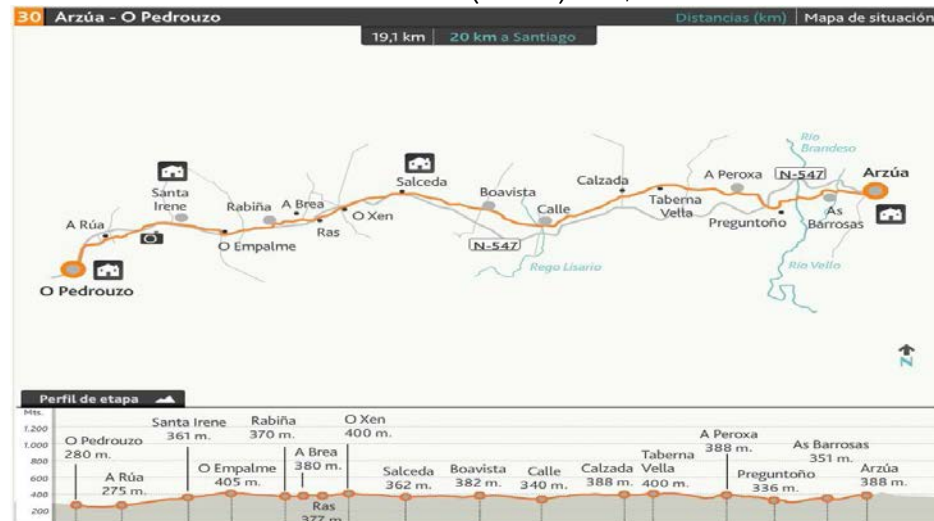 30 Arzúa - O Pedrouzo
Distancias (km) | Mapa de situación
19,1 km | 20 km a Santiago
Río
Brandeso
Salceda
Calzada
A Peroxa
N-547
Arzúa
Santa
Irene
Rabiña
A Brea
Boavista
Taberna
Vella
A Rúa
O Xen
Calle
Preguntoño
As
Barrosas
Ras
O Empalme
N-547
Rego Lisario
Río Vello
O Pedrouzo
N
Perfil de etapa
Mts.
1.200
1.000
800
600
400
200
O Pedrouzo
280 m.
A Rúa
275 m.
Santa Irene
361 m.
O Empalme
405 m.
Rabiña
370 m.
A Brea
380 m.
Ras
377 m.
O Xen
400 m.
Salceda
362 m.
Boavista
382 m.
Calle
340 m.
Calzada
388 m.
Taberna
Vella
400 m.
A Peroxa
388 m.
Preguntoño
336 m.
As Barrosas
351 m.
Arzúa
388 m.